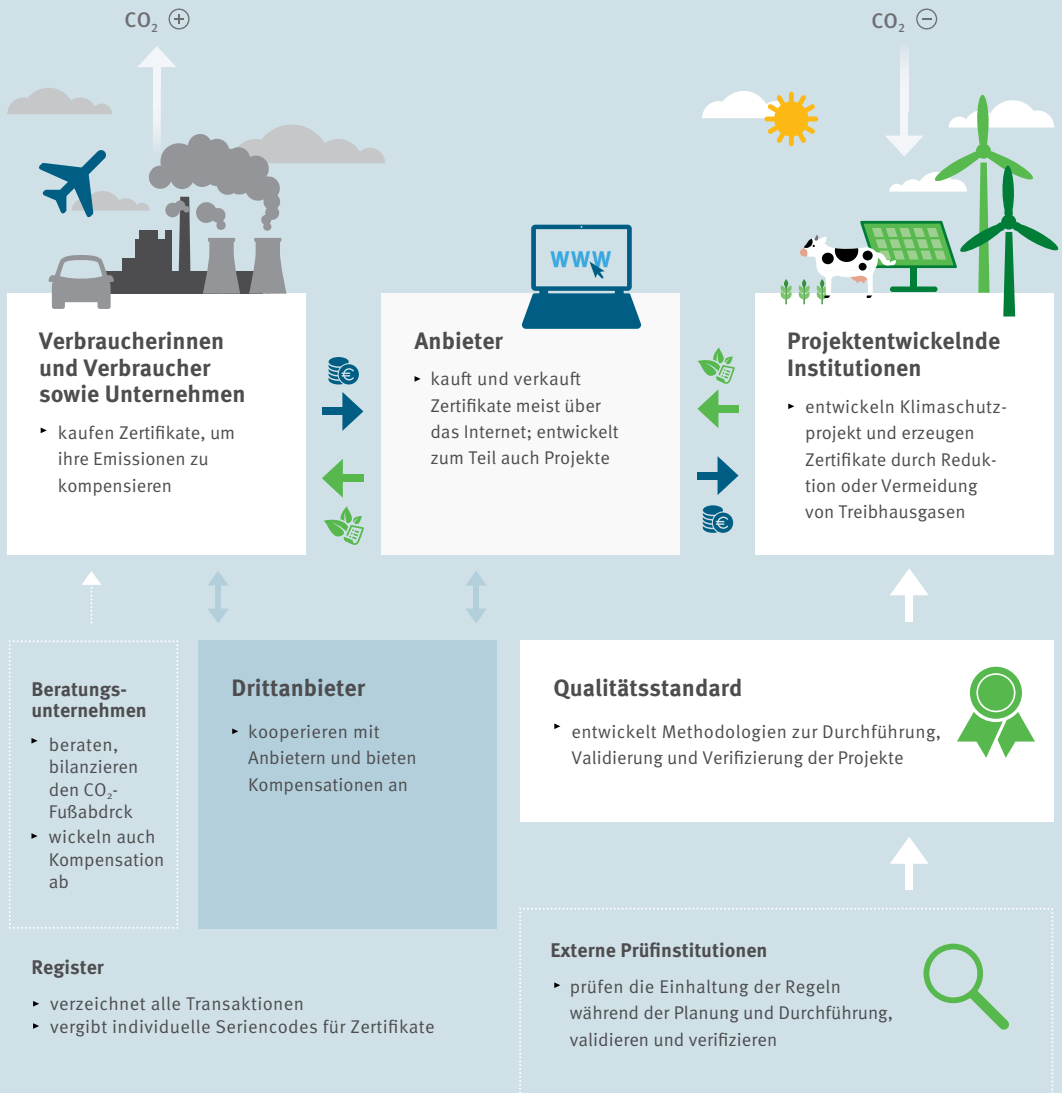 CO₂ ⊕
CO₂ ⊖
WWW
Verbraucherinnen
und Verbraucher
sowie Unternehmen
▸ kaufen Zertifikate, um
ihre Emissionen zu
kompensieren
€
Anbieter
▸ kauft und verkauft
Zertifikate meist über
das Internet; entwickelt
zum Teil auch Projekte
€
Projektentwickelnde
Institutionen
▸ entwickeln Klimaschutz-
projekt und erzeugen
Zertifikate durch Reduk-
tion oder Vermeidung
von Treibhausgasen
Beratungs-
unternehmen
▸ beraten,
bilanzieren
den CO₂-
Fußabdrck
▸ wickeln auch
Kompensation
ab
Drittanbieter
▸ kooperieren mit
Anbietern und bieten
Kompensationen an
Qualitätsstandard
▸ entwickelt Methodologien zur Durchführung,
Validierung und Verifizierung der Projekte
Register
▸ verzeichnet alle Transaktionen
▸ vergibt individuelle Seriencodes für Zertifikate
Externe Prüfinstitutionen
▸ prüfen die Einhaltung der Regeln
während der Planung und Durchführung,
validieren und verifizieren